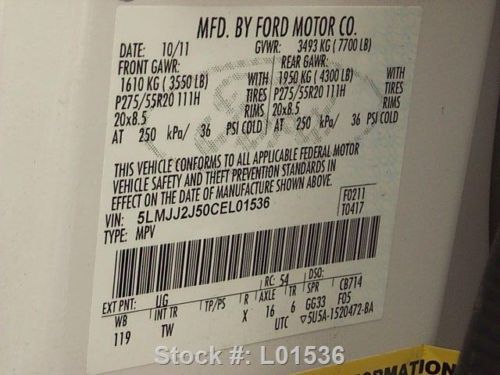 MFD. BY FORD MOTOR CO.
DATE: 10/11 GVWR: 3493 KG ( 7700 LB)
FRONT GAWR: REAR GAWR:
1610 KG ( 3550 LB) WITH 1950 KG ( 4300 LB) WITH
P275/55R20 111H TIRES P275/55R20 111H TIRES
20x8.5 RIMS 20x8.5 RIMS
AT 250 kPa/ 36 PSI COLD AT 250 kPa/ 36 PSI COLD
THIS VEHICLE CONFORMS TO ALL APPLICABLE FEDERAL MOTOR
VEHICLE SAFETY AND THEFT PREVENTION STANDARDS IN
EFFECT ON THE DATE OF MANUFACTURE SHOWN ABOVE.
VIN: 5LMJJ2J50CEL01536 F0211
TYPE: MPV T0417
EXT PNT: UG RC: 54 DSO:
WB INT TR TP/PS R AXLE TR SPR CB714
119 TW X 16 6 GG33 F05
UTC ▽5U5A-1520472-BA
Stock #: L01536